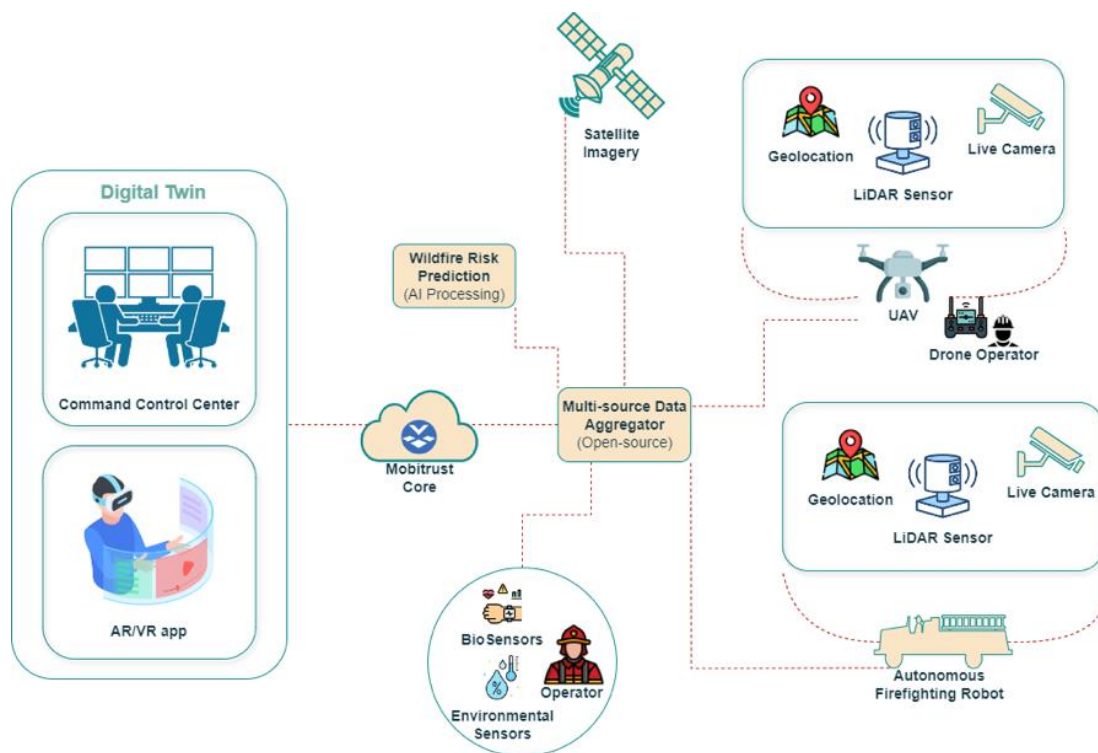 Satellite
Imagery
Geolocation
LiDAR Sensor
Live Camera
Digital Twin
Command Control Center
AR/VR app
Wildfire Risk
Prediction
(AI Processing)
UAV
Drone Operator
Mobitrust
Core
Multi-source Data
Aggregator
(Open-source)
Geolocation
LiDAR Sensor
Live Camera
BioSensors
%
Environmental
Sensors
Operator
Autonomous
Firefighting Robot